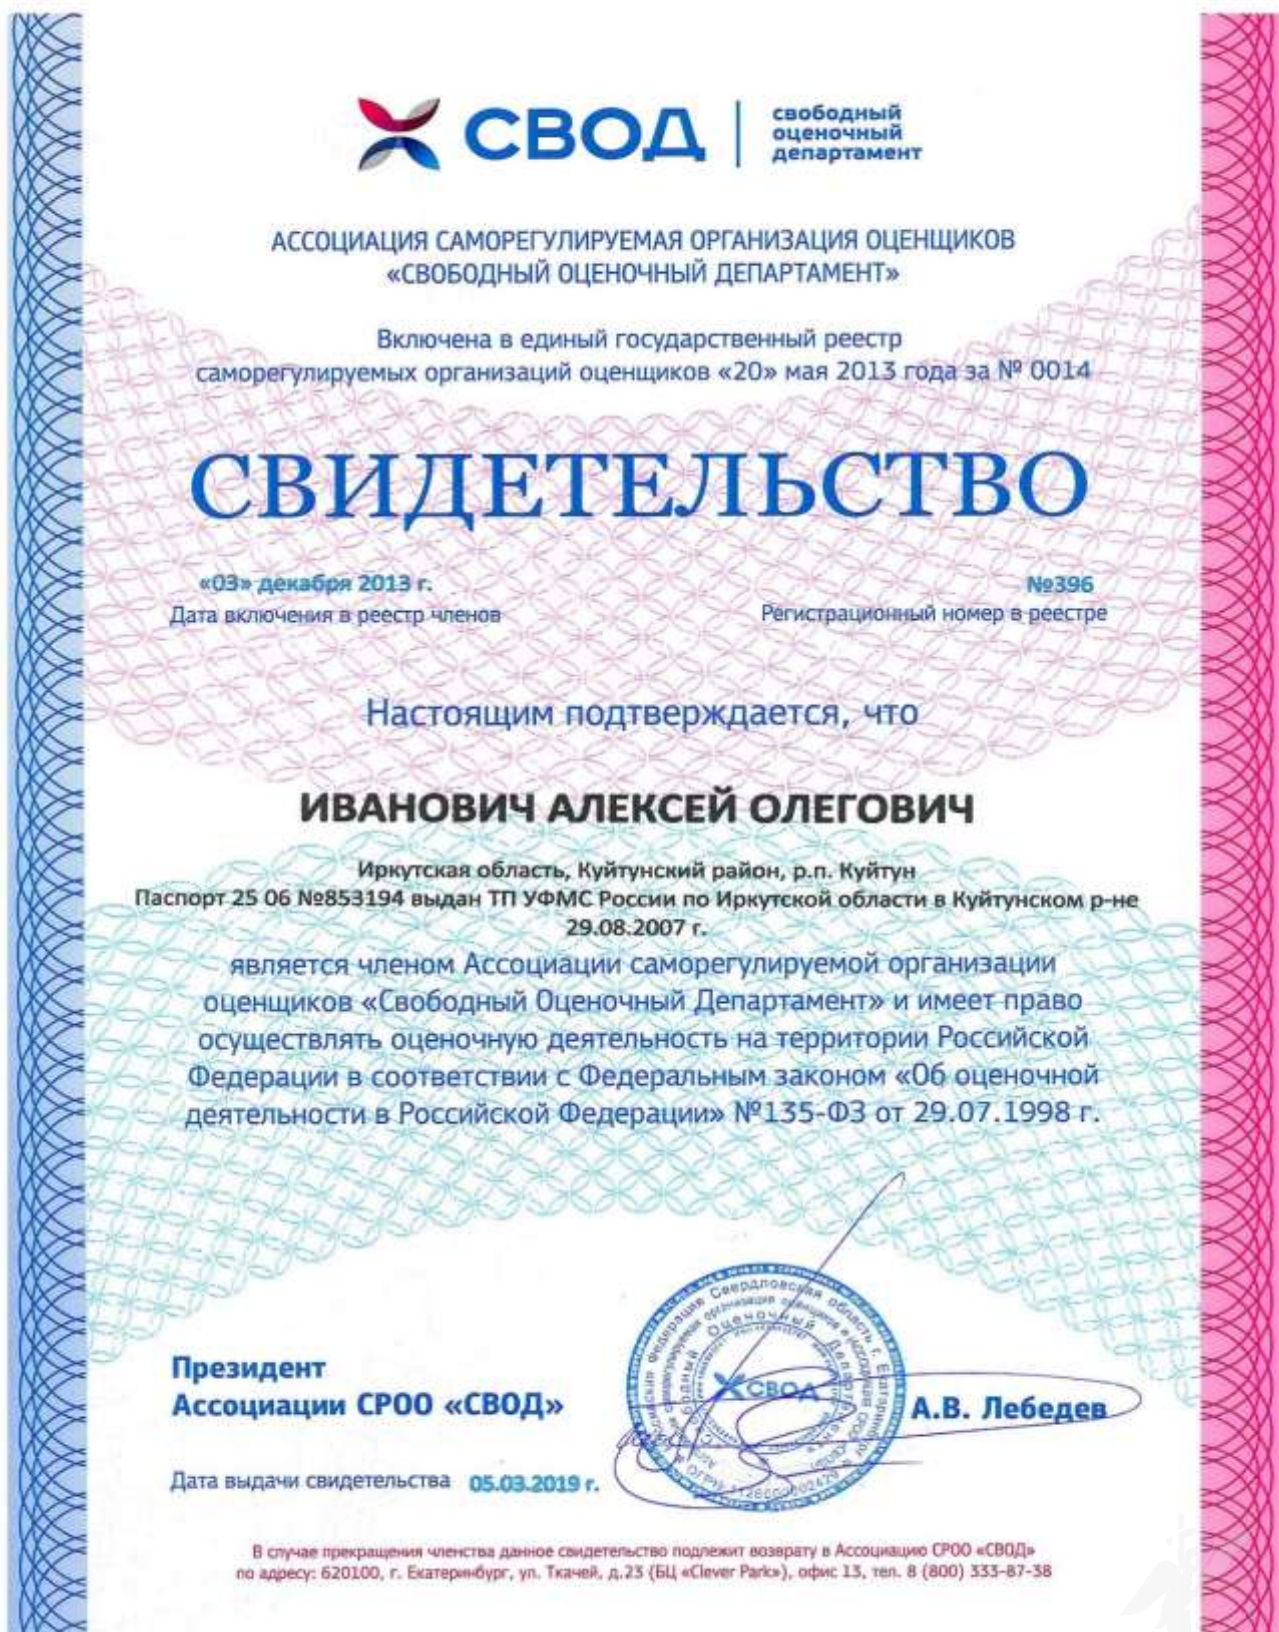 СВОД
свободный
оценочный
департамент
АССОЦИАЦИЯ САМОРЕГУЛИРУЕМАЯ ОРГАНИЗАЦИЯ ОЦЕНЩИКОВ
«СВОБОДНЫЙ ОЦЕНОЧНЫЙ ДЕПАРТАМЕНТ»
Включена в единый государственный реестр
саморегулируемых организаций оценщиков «20» мая 2013 года за № 0014
СВИДЕТЕЛЬСТВО
«03» декабря 2013 г.
Дата включения в реестр членов
№396
Регистрационный номер в реестре
Настоящим подтверждается, что
ИВАНОВИЧ АЛЕКСЕЙ ОЛЕГОВИЧ
Иркутская область, Куйтунский район, р.п. Куйтун
Паспорт 25 06 №853194 выдан ТП УФМС России по Иркутской области в Куйтунском р-не
29.08.2007 г.
является членом Ассоциации саморегулируемой организации
оценщиков «Свободный Оценочный Департамент» и имеет право
осуществлять оценочную деятельность на территории Российской
Федерации в соответствии с Федеральным законом «Об оценочной
деятельности в Российской Федерации» №135-ФЗ от 29.07.1998 г.
Президент
Ассоциации СРОО «СВОД»
Свердловская область г. Екатеринбург
Оценочный
СВОД
А.В. Лебедев
Дата выдачи свидетельства 05.03.2019 г.
В случае прекращения членства данное свидетельство подлежит возврату в Ассоциацию СРОО «СВОД»
по адресу: 620100, г. Екатеринбург, ул. Ткачей, д.23 (БЦ «Clever Park»), офис 13, тел. 8 (800) 333-87-38